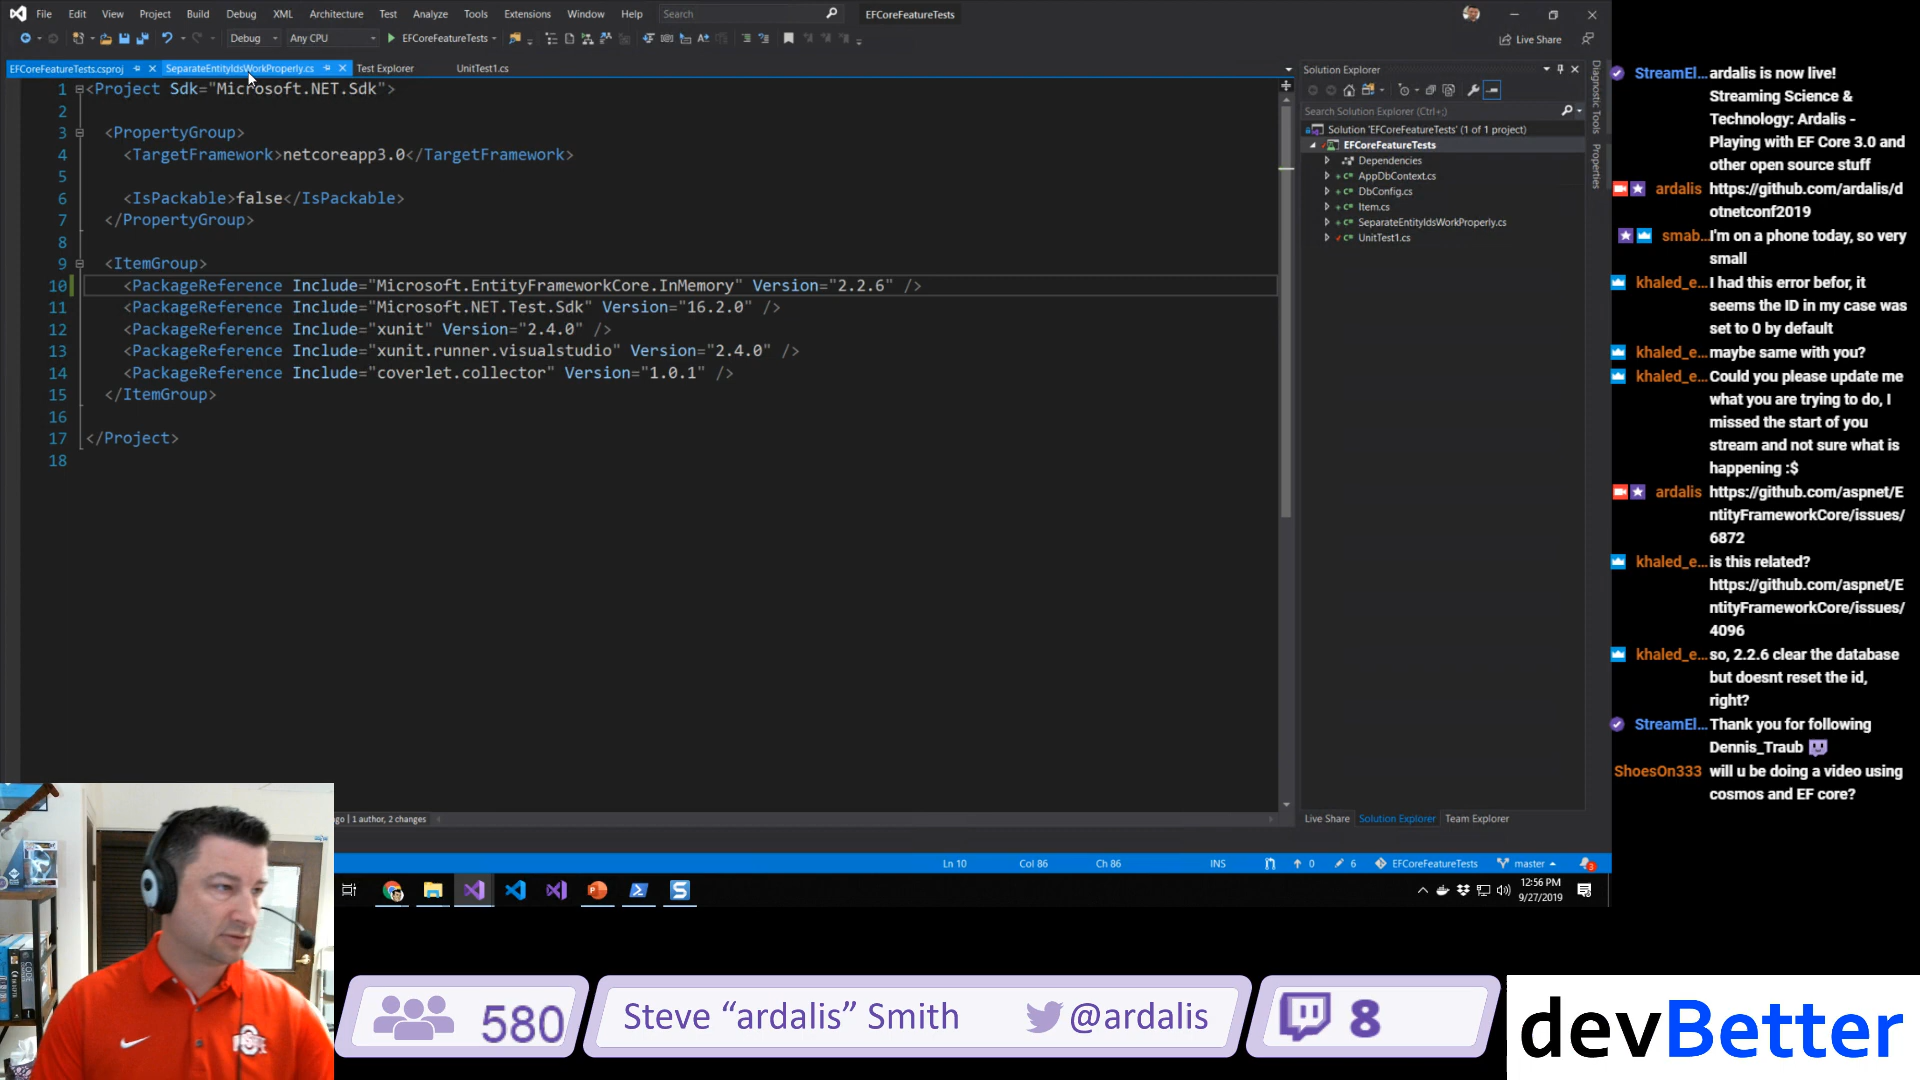 File Edit View Build Debug XML Architecture Test Analyze Tools Extensions Window Help Search EFCoreFeatureTests
Debug Any CPU EFCoreFeatureTests Live Share
EFCoreFeatureTests.csproj SeparateEntityIdsWorkProperly.cs Test Explorer UnitTest1.cs
1 <Project Sdk="Microsoft.NET.Sdk">
2
3 <PropertyGroup>
4 <TargetFramework>netcoreapp3.0</TargetFramework>
5
6 <IsPackable>false</IsPackable>
7 </PropertyGroup>
8
9 <ItemGroup>
10 <PackageReference Include="Microsoft.EntityFrameworkCore.InMemory" Version="2.2.6" />
11 <PackageReference Include="Microsoft.NET.Test.Sdk" Version="16.2.0" />
12 <PackageReference Include="xunit" Version="2.4.0" />
13 <PackageReference Include="xunit.runner.visualstudio" Version="2.4.0" />
14 <PackageReference Include="coverlet.collector" Version="1.0.1" />
15 </ItemGroup>
16
17 </Project>
18
go | 1 author, 2 changes
Solution Explorer
Search Solution Explorer (Ctrl+;)
Solution 'EFCoreFeatureTests' (1 of 1 project)
EFCoreFeatureTests
Dependencies
AppDbContext.cs
DbConfig.cs
Item.cs
SeparateEntityIdsWorkProperly.cs
UnitTest1.cs
Diagnostic Tools
Properties
Live Share Solution Explorer Team Explorer
Ln 10 Col 86 Ch 86 INS 0 6 EFCoreFeatureTests master 3
12:56 PM
9/27/2019
StreamEl... ardalis is now live!
Streaming Science &
Technology: Ardalis -
Playing with EF Core 3.0 and
other open source stuff
ardalis https://github.com/ardalis/d
otnetconf2019
smab... I'm on a phone today, so very
small
khaled_e... I had this error befor, it
seems the ID in my case was
set to 0 by default
khaled_e... maybe same with you?
khaled_e... Could you please update me
what you are trying to do, I
missed the start of you
stream and not sure what is
happening :$
ardalis https://github.com/aspnet/E
ntityFrameworkCore/issues/
6872
khaled_e... is this related?
https://github.com/aspnet/E
ntityFrameworkCore/issues/
4096
khaled_e... so, 2.2.6 clear the database
but doesnt reset the id,
right?
StreamEl... Thank you for following
Dennis_Traub
ShoesOn333 will u be doing a video using
cosmos and EF core?
580
Steve "ardalis" Smith @ardalis
8
devBetter